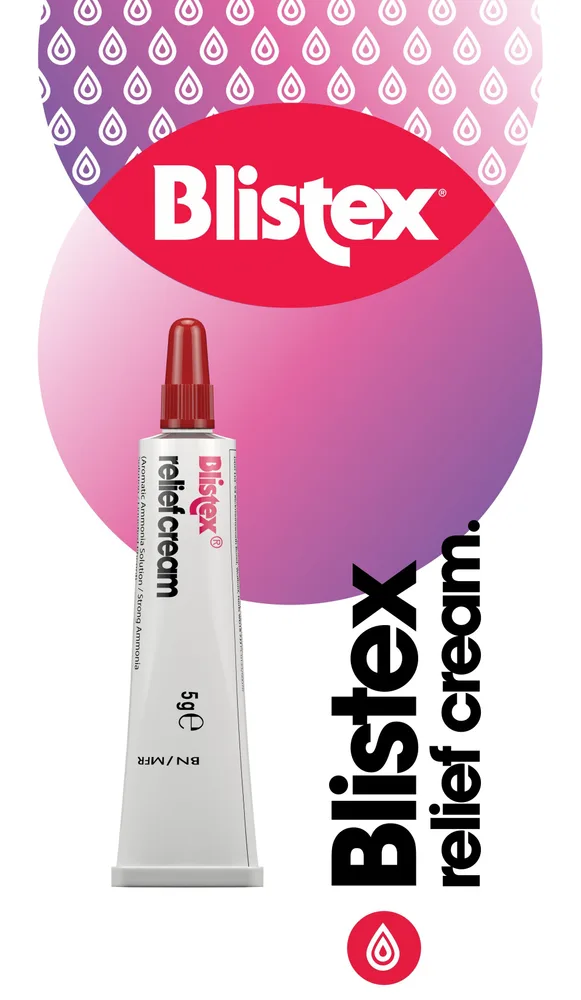 Blistex®
Blistex®
relief cream
(Aromatic Ammonia Solution / Strong Ammonia
5g℮
BN/MFR
Blistex
relief cream.